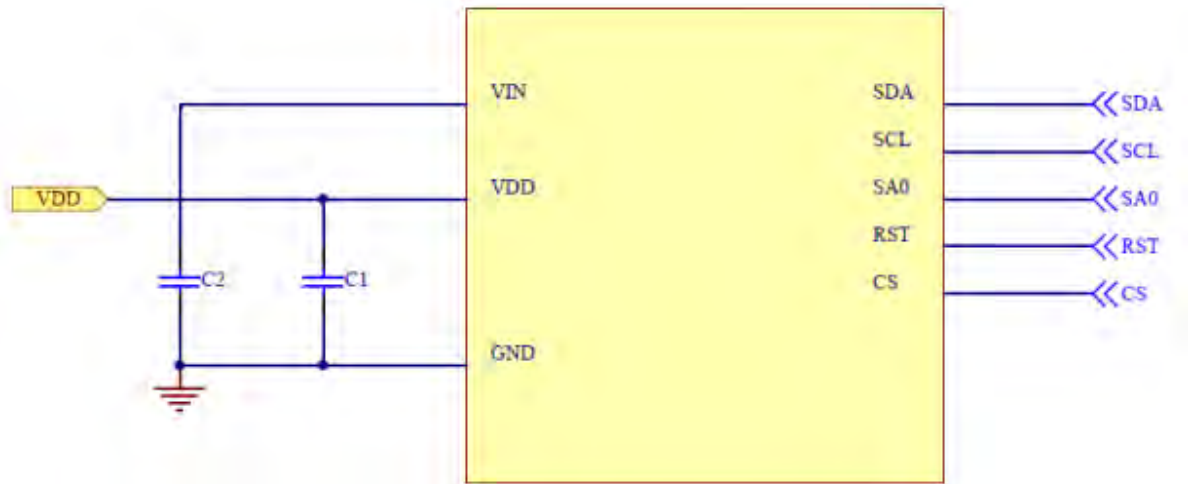 VIN
SDA
SDA
SCL
SCL
VDD
VDD
SA0
SA0
RST
RST
C2
C1
CS
CS
GND